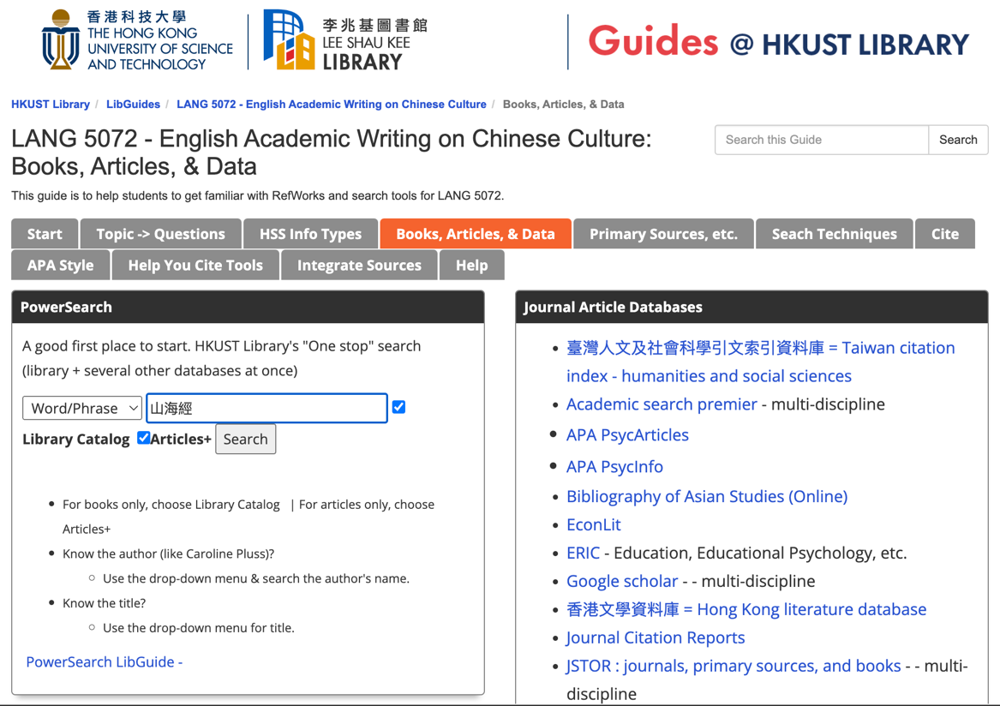 香港科技大學
THE HONG KONG
UNIVERSITY OF SCIENCE
AND TECHNOLOGY
李兆基圖書館
LEE SHAU KEE
LIBRARY
Guides @ HKUST LIBRARY
HKUST Library / LibGuides / LANG 5072 - English Academic Writing on Chinese Culture / Books, Articles, & Data
LANG 5072 - English Academic Writing on Chinese Culture:
Books, Articles, & Data
Search this Guide Search
This guide is to help students to get familiar with RefWorks and search tools for LANG 5072.
Start Topic -> Questions HSS Info Types Books, Articles, & Data Primary Sources, etc. Seach Techniques Cite
APA Style Help You Cite Tools Integrate Sources Help
PowerSearch
A good first place to start. HKUST Library's "One stop" search
(library + several other databases at once)
Word/Phrase 山海經
Library Catalog Articles+ Search
• For books only, choose Library Catalog | For articles only, choose
Articles+
• Know the author (like Caroline Pluss)?
○ Use the drop-down menu & search the author's name.
• Know the title?
○ Use the drop-down menu for title.
PowerSearch LibGuide -
Journal Article Databases
• 臺灣人文及社會科學引文索引資料庫 = Taiwan citation
index - humanities and social sciences
• Academic search premier - multi-discipline
• APA PsycArticles
• APA PsycInfo
• Bibliography of Asian Studies (Online)
• EconLit
• ERIC - Education, Educational Psychology, etc.
• Google scholar - - multi-discipline
• 香港文學資料庫 = Hong Kong literature database
• Journal Citation Reports
• JSTOR : journals, primary sources, and books - - multi-
discipline